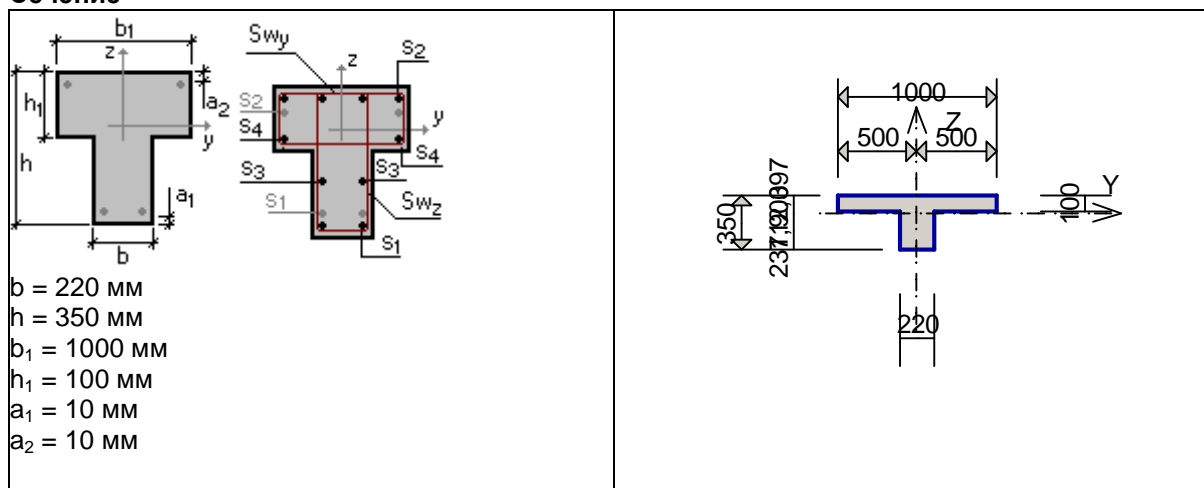 b₁
z
h₁
a₂
y
h
a₁
b
Swy
s₂
z
s₂
y
s₄
s₄
s₃
s₃
s₁
Swz
s₁
b = 220 мм
h = 350 мм
b₁ = 1000 мм
h₁ = 100 мм
a₁ = 10 мм
a₂ = 10 мм
1000
Z
500 500
Y
100
350
220